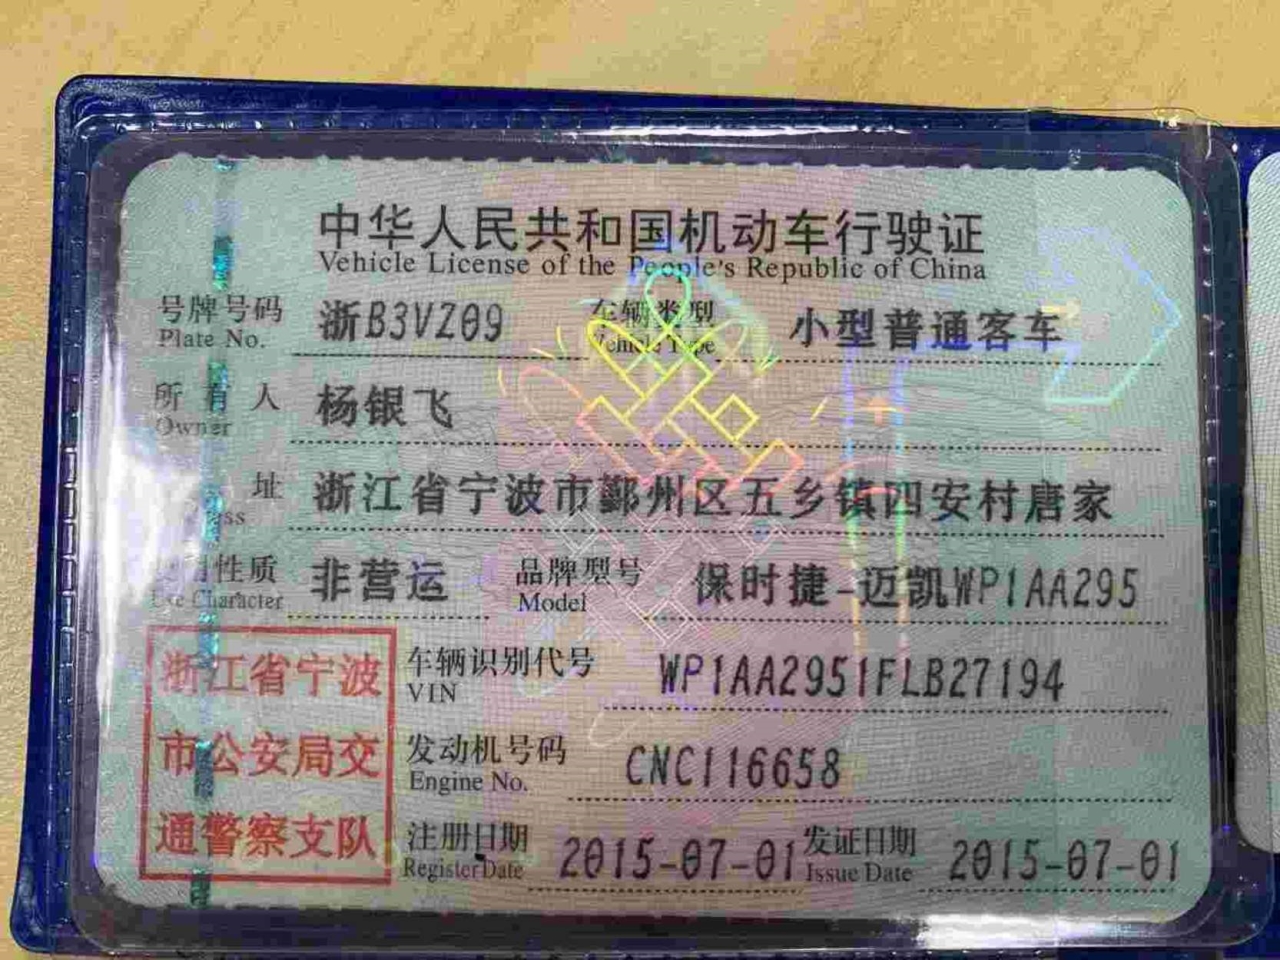 中华人民共和国机动车行驶证
Vehicle License of the People's Republic of China
号牌号码 浙B3VZ09 车辆类型 小型普通客车
Plate No. Vehicle Type
所有人 杨银飞
Owner
址 浙江省宁波市鄞州区五乡镇四安村唐家
性质 非营运 品牌型号 保时捷-迈凯WP1AA295
Use Character Model
浙江省宁波
市公安局交
通警察支队
车辆识别代号 WP1AA2951FLB27194
VIN
发动机号码 CNC116658
Engine No.
注册日期 2015-07-01 发证日期 2015-07-01
Register Date Issue Date